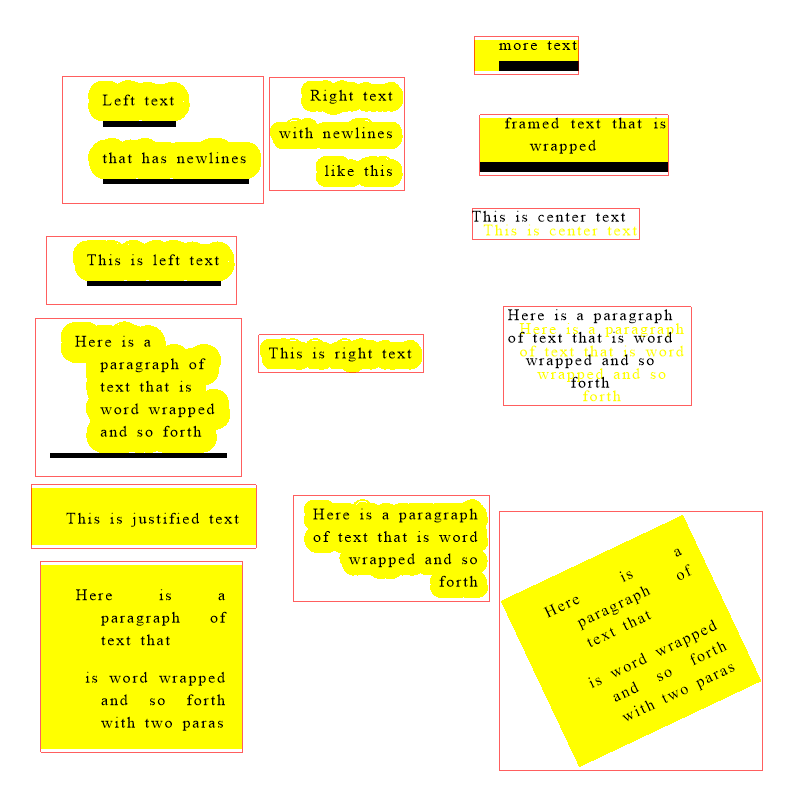 Left text
that has newlines
Right text
with newlines
like this
more text
framed text that is
wrapped
This is center text
This is center text
This is left text
Here is a
paragraph of
text that is
word wrapped
and so forth
This is right text
Here is a paragraph
of text that is word
wrapped and so
forth
Here is a paragraph
of text that is word
wrapped and so
forth
This is justified text
Here is a
paragraph of
text that
is word wrapped
and so forth
with two paras
Here is a paragraph
of text that is word
wrapped and so
forth
Here is a
paragraph of
text that
is word wrapped
and so forth
with two paras